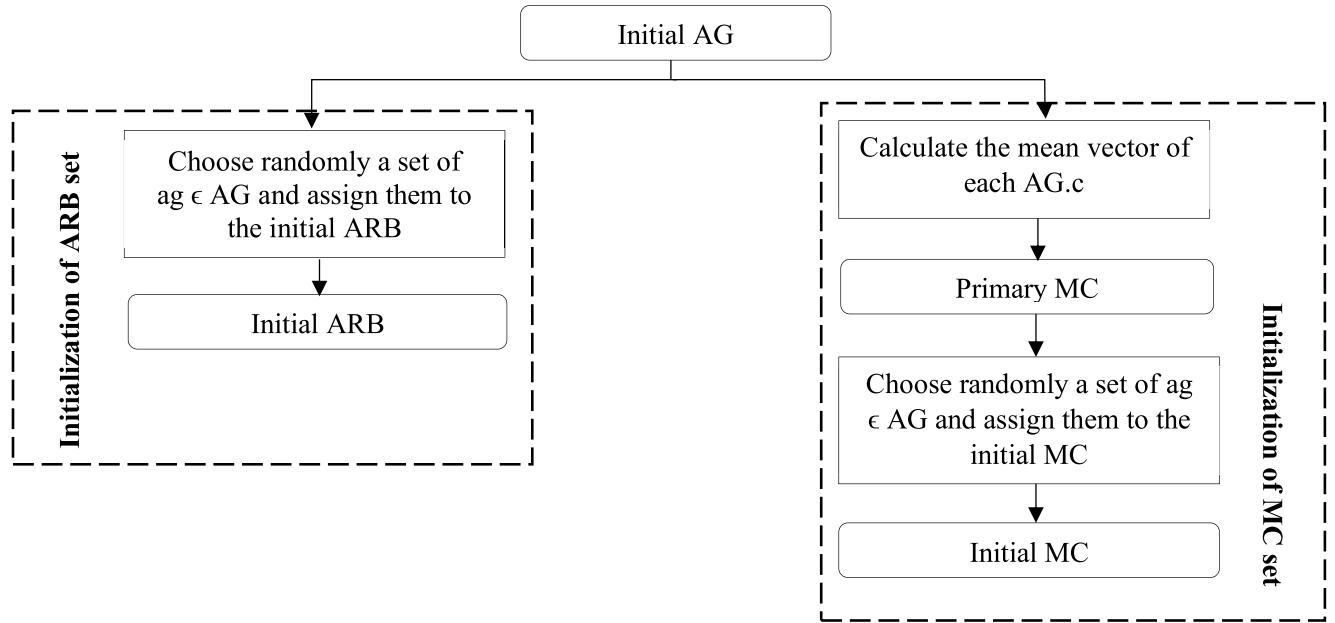 Initial AG
Initialization of ARB set
Choose randomly a set of
ag ϵ AG and assign them to
the initial ARB
Initial ARB
Calculate the mean vector of
each AG.c
Primary MC
Choose randomly a set of ag
ϵ AG and assign them to the
initial MC
Initial MC
Initialization of MC set